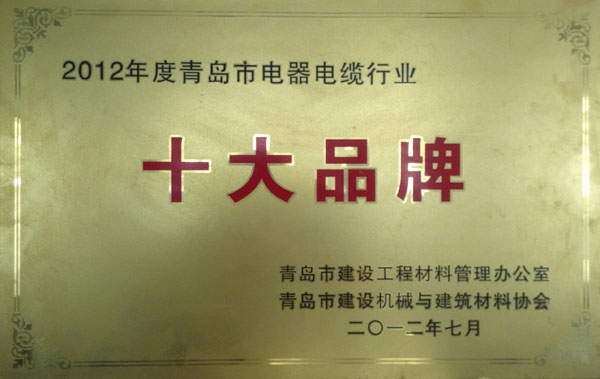 2012年度青岛市电器电缆行业
十大品牌
青岛市建设工程材料管理办公室
青岛市建设机械与建筑材料协会
二〇一二年七月